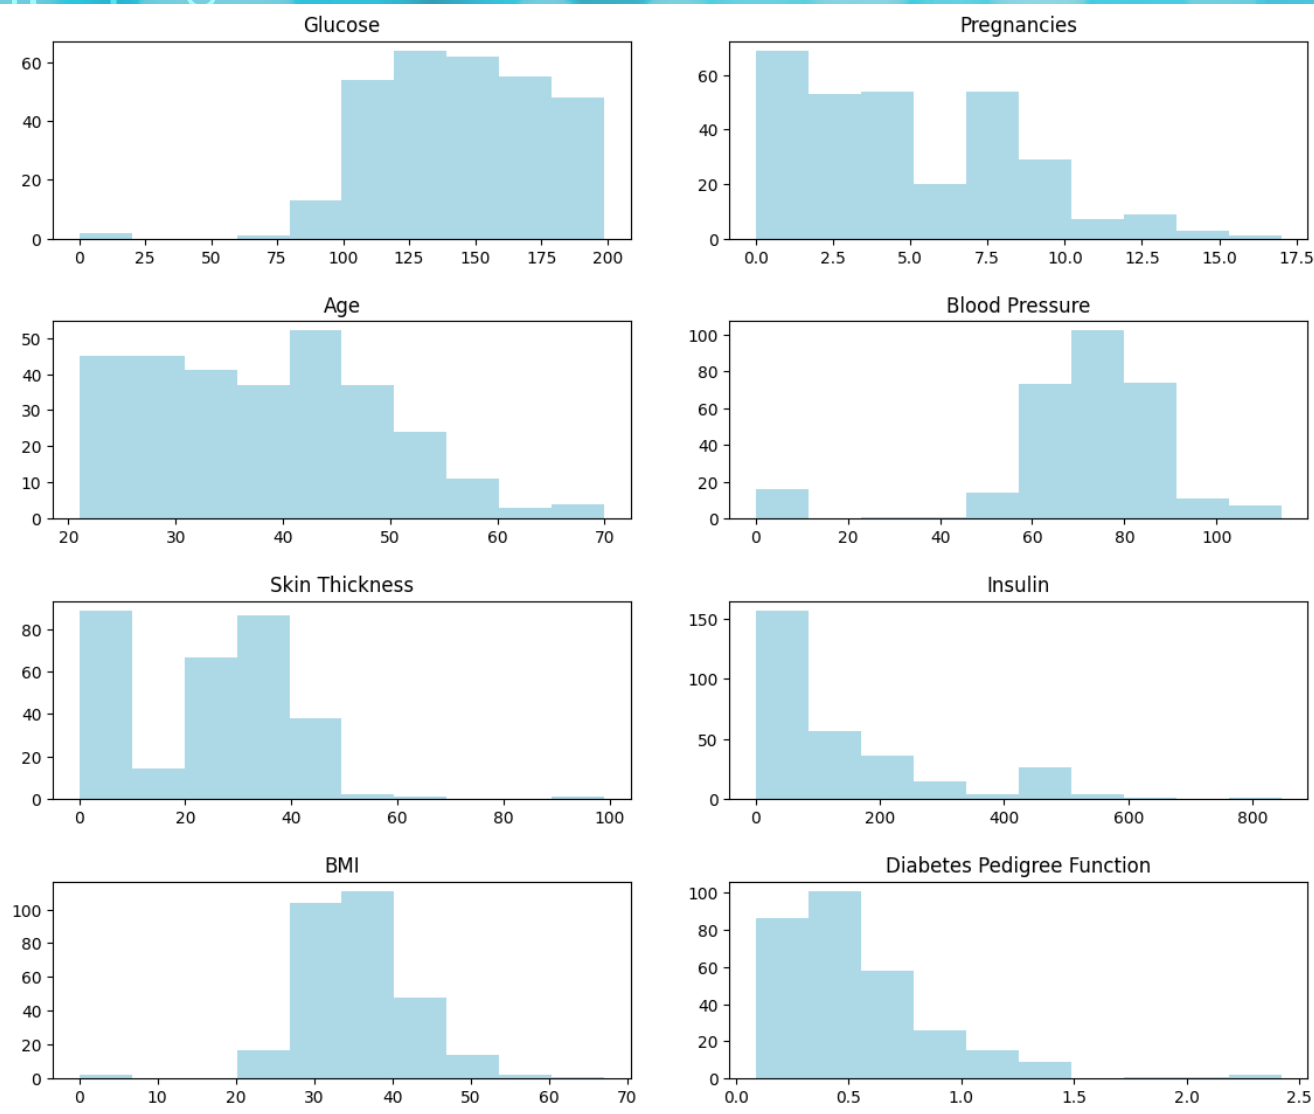 Glucose
60
40
20
0
0 25 50 75 100 125 150 175 200
Pregnancies
60
40
20
0
0.0 2.5 5.0 7.5 10.0 12.5 15.0 17.5
Age
50
40
30
20
10
0
20 30 40 50 60 70
Blood Pressure
100
80
60
40
20
0
0 20 40 60 80 100
Skin Thickness
80
60
40
20
0
0 20 40 60 80 100
Insulin
150
100
50
0
0 200 400 600 800
BMI
100
80
60
40
20
0
0 10 20 30 40 50 60 70
Diabetes Pedigree Function
100
80
60
40
20
0
0.0 0.5 1.0 1.5 2.0 2.5